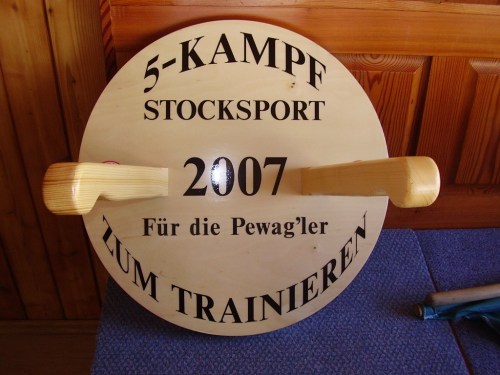 5-KAMPF
STOCKSPORT
2007
Für die Pewag'ler
ZUM TRAINIEREN